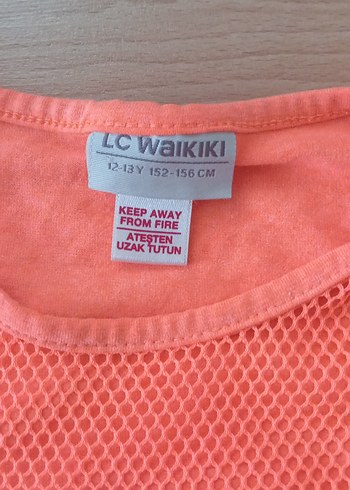 LC WAIKIKI
12-13 Y 152-156 CM
KEEP AWAY
FROM FIRE
ATEŞTEN
UZAK TUTUN